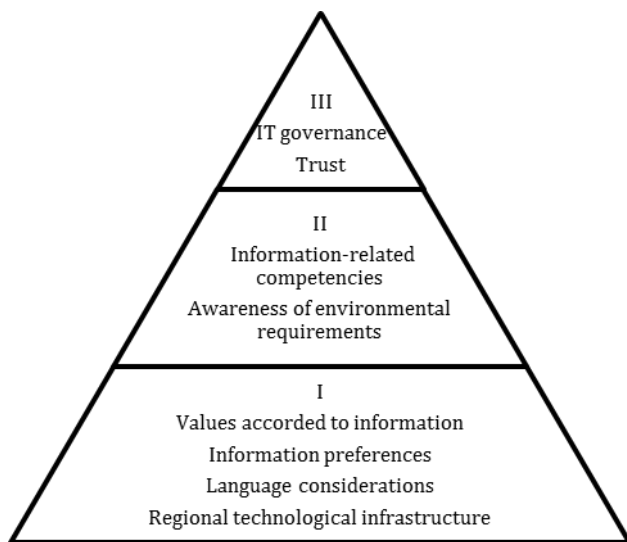 III
IT governance
Trust
II
Information-related
competencies
Awareness of environmental
requirements
I
Values accorded to information
Information preferences
Language considerations
Regional technological infrastructure